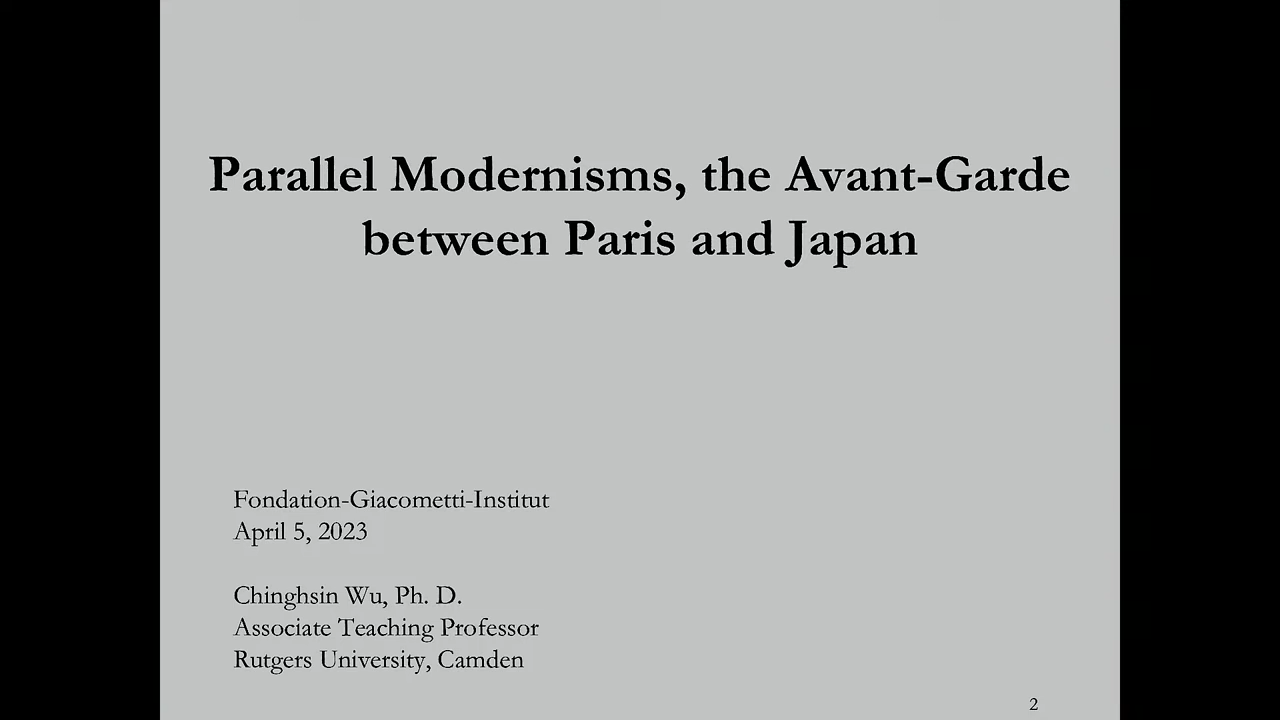 Parallel Modernisms, the Avant-Garde
between Paris and Japan
Fondation-Giacometti-Institut
April 5, 2023
Chinghsin Wu, Ph. D.
Associate Teaching Professor
Rutgers University, Camden
2